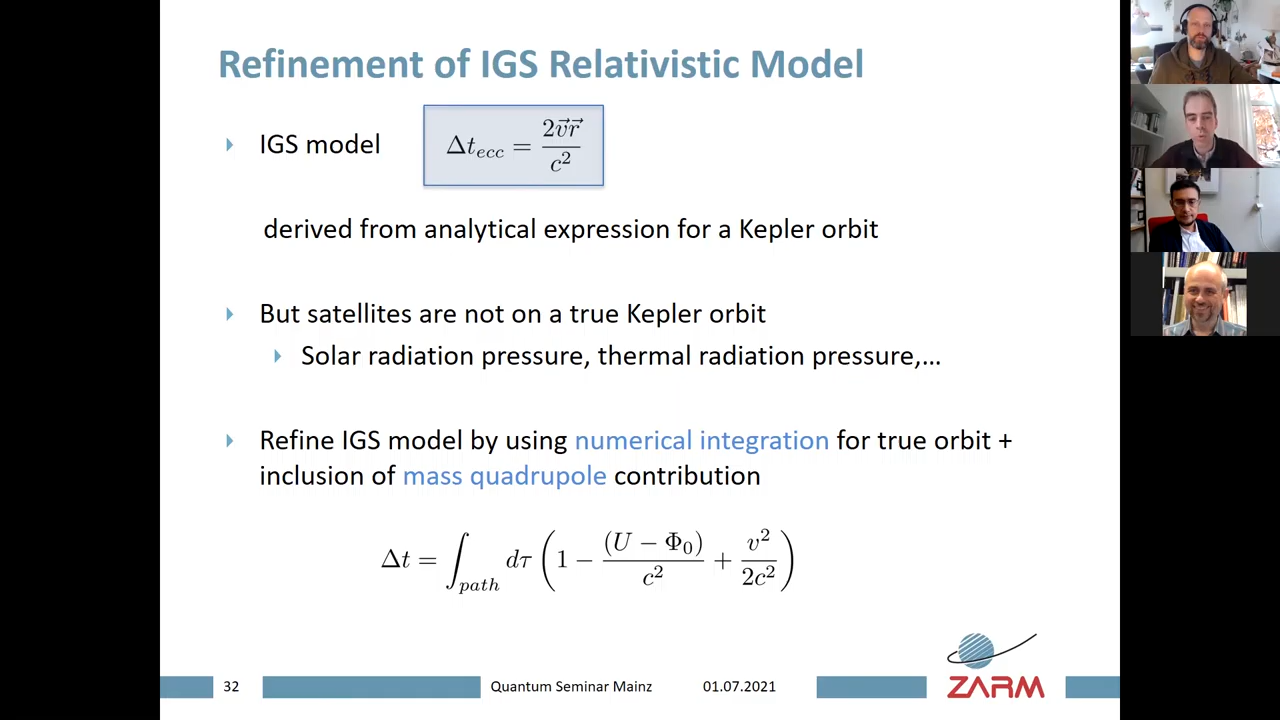 Refinement of IGS Relativistic Model
IGS model
Δt_ecc = 2v⃗r⃗ / c²
derived from analytical expression for a Kepler orbit
But satellites are not on a true Kepler orbit
Solar radiation pressure, thermal radiation pressure,…
Refine IGS model by using numerical integration for true orbit +
inclusion of mass quadrupole contribution
Δt = ∫_path dτ (1 − (U − Φ₀)/c² + v²/2c²)
32
Quantum Seminar Mainz
01.07.2021
ZARM